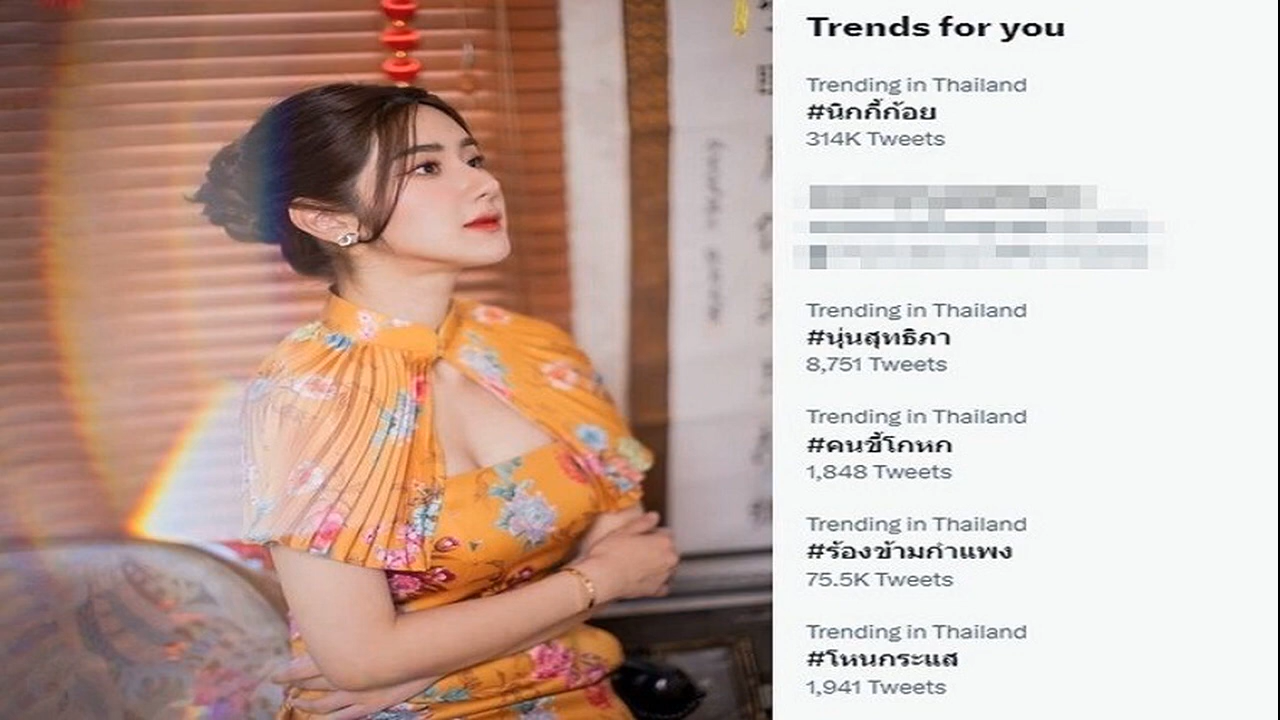 Trends for you
Trending in Thailand
#นิกกี้ก้อย
314K Tweets
Trending in Thailand
#นุ่นสุทธิภา
8,751 Tweets
Trending in Thailand
#คนขี้โกหก
1,848 Tweets
Trending in Thailand
#ร้องข้ามกำแพง
75.5K Tweets
Trending in Thailand
#โหนกระแส
1,941 Tweets